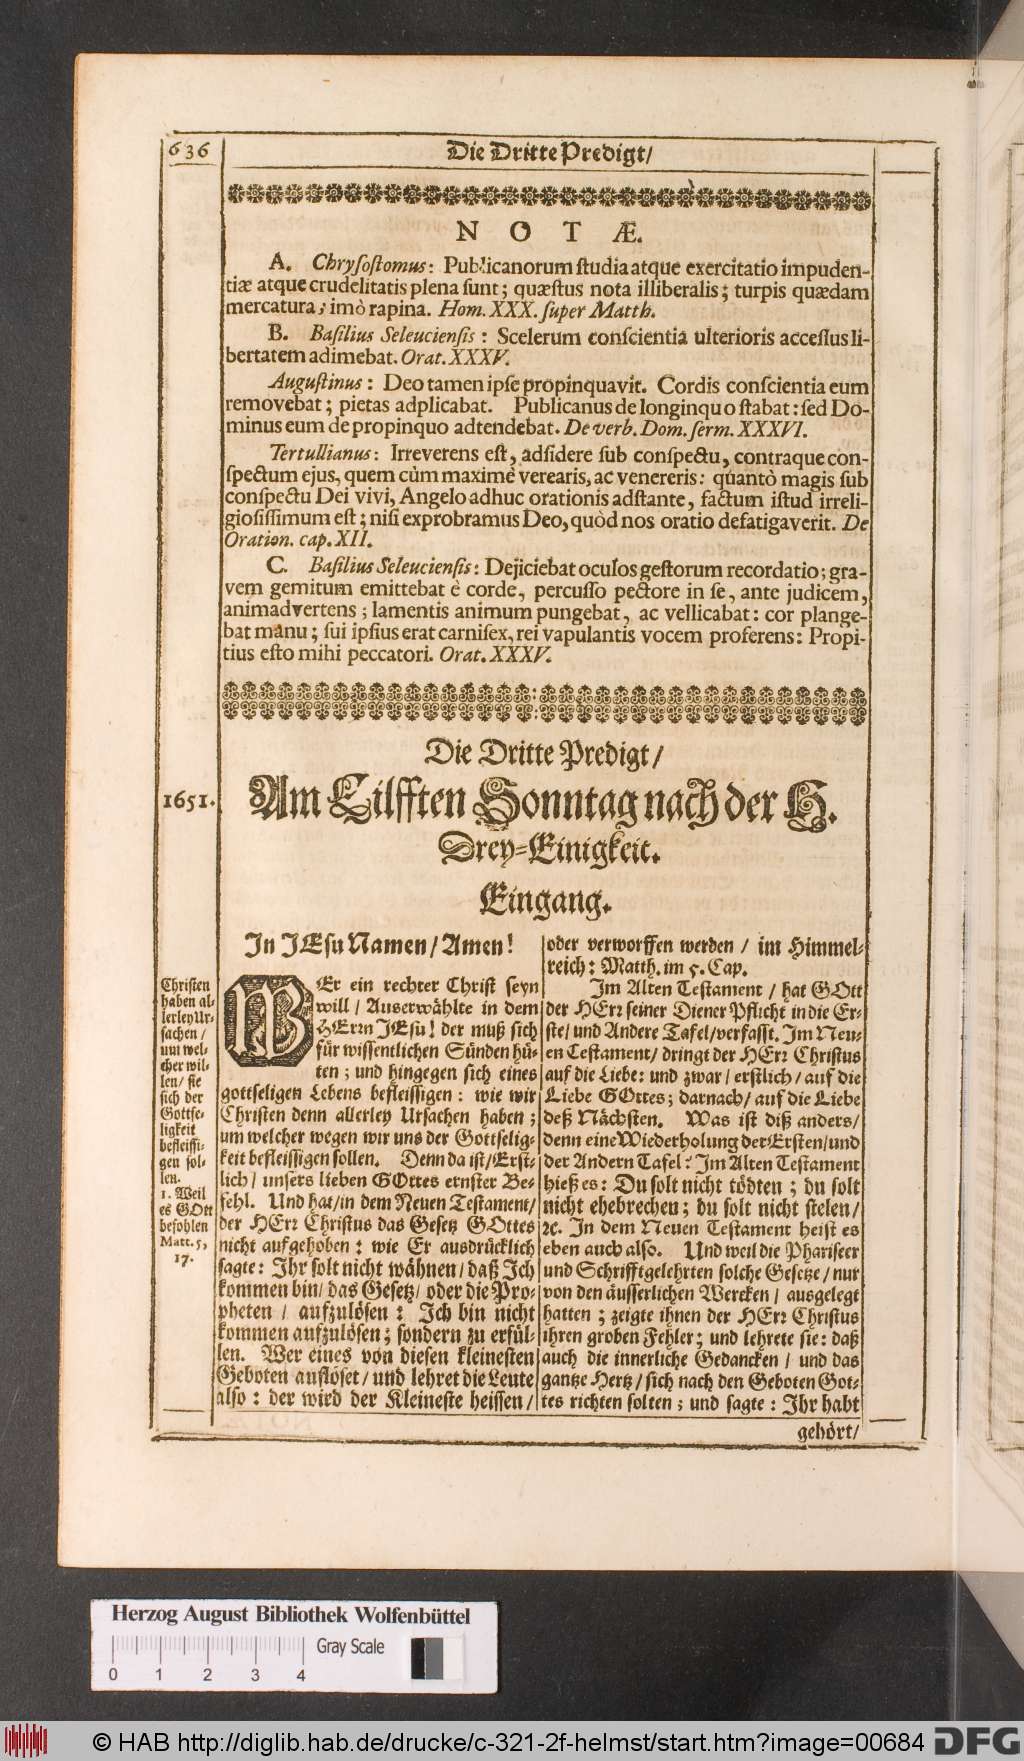 636
Die Dritte Predigt/
NOTÆ.
A. Chrysostomus: Publicanorum studia atque exercitatio impuden-
tiæ atque crudelitatis plena sunt; quæstus nota illiberalis; turpis quædam
mercatura; imò rapina. Hom. XXX. super Matth.
B. Basilius Seleuciensis: Scelerum conscientia ulterioris accessus li-
bertatem adimebat. Orat. XXXV.
Augustinus: Deo tamen ipse propinquavit. Cordis conscientia eum
removebat; pietas adplicabat. Publicanus de longinquo stabat: sed Do-
minus eum de propinquo adtendebat. De verb. Dom. serm. XXXVI.
Tertullianus: Irreverens est, adsidere sub conspectu, contraque con-
spectum ejus, quem cùm maximè verearis, ac venereris: quantò magis sub
conspectu Dei vivi, Angelo adhuc orationis adstante, factum istud irreli-
giosissimum est; nisi exprobramus Deo, quòd nos oratio defatigaverit. De
Oration. cap. XII.
C. Basilius Seleuciensis: Dejiciebat oculos gestorum recordatio; gra-
vem gemitum emittebat è corde, percusso pectore in se, ante judicem,
animadvertens; lamentis animum pungebat, ac vellicabat: cor plange-
bat manu; sui ipsius erat carnifex, rei vapulantis vocem proferens: Propi-
tius esto mihi peccatori. Orat. XXXV.
Die Dritte Predigt/
1651.
Am Eilfften Sonntag nach der H.
Drey-Einigkeit.
Eingang.
In JEsu Namen/ Amen!
WEr ein rechter Christ seyn
will/ Auserwählte in dem
HErrn JEsu! der muß sich
für wissentlichen Sünden hü-
ten; und hingegen sich eines
gottseligen Lebens befleissigen: wie wir
Christen denn allerley Ursachen haben;
um welcher wegen wir uns der Gottselig-
keit befleissigen sollen. Denn da ist/ Erst-
lich/ unsers lieben GOttes ernster Be-
fehl. Und hat/ in dem Neuen Testament/
der HErr Christus das Gesetz GOttes
nicht aufgehoben: wie Er ausdrücklich
sagte: Ihr solt nicht wähnen/ daß Ich
kommen bin/ das Gesetz/ oder die Pro-
pheten/ aufzulösen: Ich bin nicht
kommen aufzulösen; sondern zu erfül-
len. Wer eines von diesen kleinesten
Geboten auflöset/ und lehret die Leute
also: der wird der Kleineste heissen/
Christen
haben al-
lerley Ur-
sachen/
um wel-
cher wil-
len/ sie
sich der
Gottse-
ligkeit
befleissi-
gen sol-
len.
1. Weil
es GOtt
befohlen
Matt. 5,
17.
oder verworffen werden/ im Himmel-
reich: Matth. im 5. Cap.
Im Alten Testament/ hat GOtt
der HErr seiner Diener Pflicht in die Er-
ste/ und Andere Tafel/ verfasst. Im Neu-
en Testament/ dringt der HErr Christus
auf die Liebe: und zwar/ erstlich/ auf die
Liebe GOttes; darnach/ auf die Liebe
deß Nächsten. Was ist diß anders/
denn eine Wiederholung der Ersten/ und
der Andern Tafel? Im Alten Testament
hieß es: Du solt nicht tödten; du solt
nicht ehebrechen; du solt nicht stelen/
ꝛc. In dem Neuen Testament heist es
eben auch also. Und weil die Phariseer
und Schrifftgelehrten solche Gesetze/ nur
von den äusserlichen Wercken/ ausgelegt
hatten; zeigte ihnen der HErr Christus
ihren groben Fehler; und lehrete sie: daß
auch die innerliche Gedancken/ und das
gantze Hertz/ sich nach den Geboten Got-
tes richten solten; und sagte: Ihr habt
gehört/
Herzog August Bibliothek Wolfenbüttel
Gray Scale
0 1 2 3 4
© HAB http://diglib.hab.de/drucke/c-321-2f-helmst/start.htm?image=00684
DFG